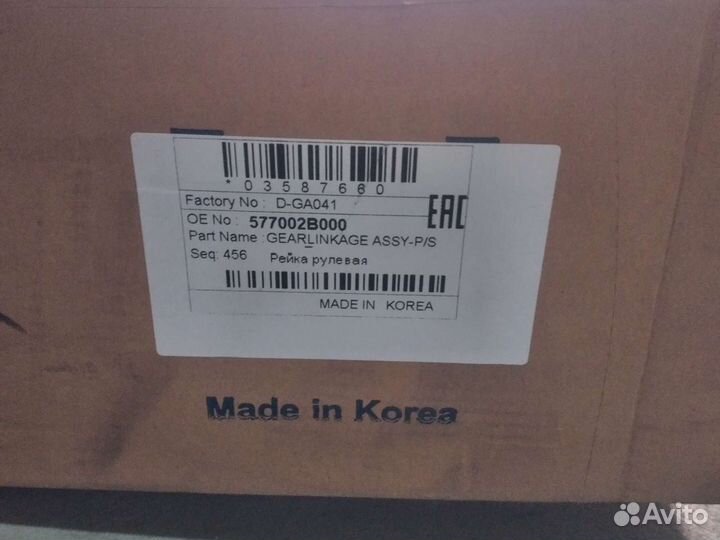 *03587660
Factory No : D-GA041
EAC
OE No : 577002B000
Part Name :GEARLINKAGE ASSY-P/S
Seq: 456 Рейка рулевая
MADE IN KOREA
Made in Korea
Avito